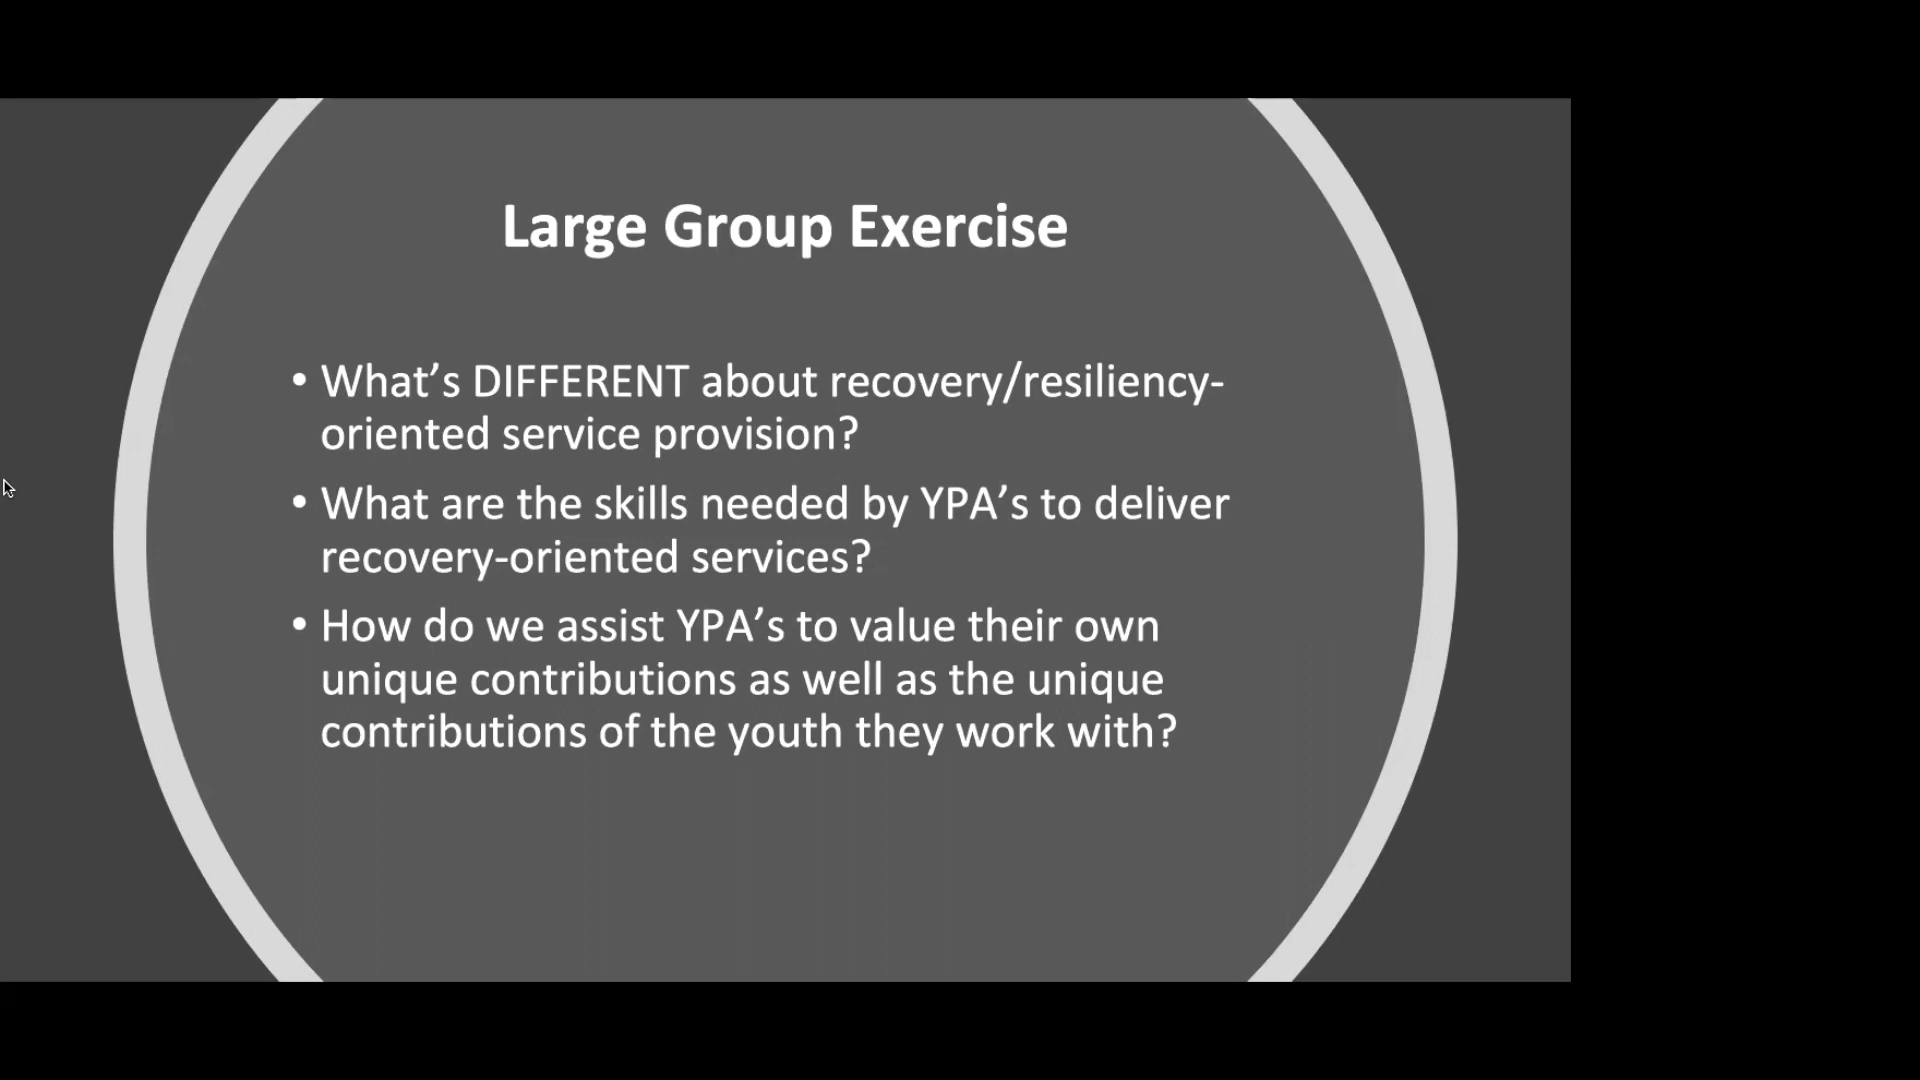 Large Group Exercise
• What’s DIFFERENT about recovery/resiliency-
oriented service provision?
• What are the skills needed by YPA’s to deliver
recovery-oriented services?
• How do we assist YPA’s to value their own
unique contributions as well as the unique
contributions of the youth they work with?